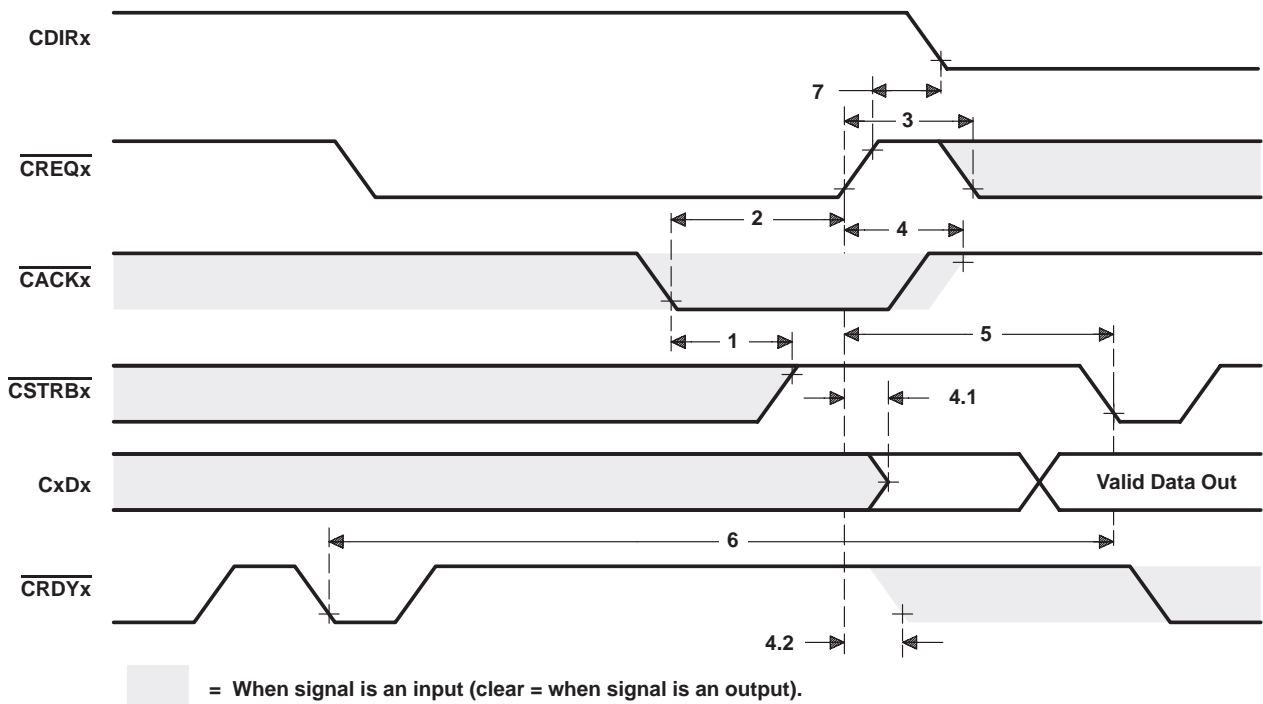 CDIRx
7
3
CREQx
2
4
CACKx
1
5
CSTRBx
4.1
CxDx
Valid Data Out
6
CRDYx
4.2
= When signal is an input (clear = when signal is an output).